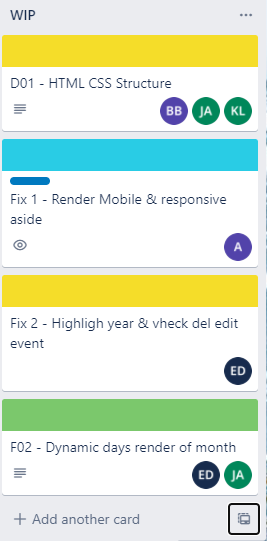 WIP
D01 - HTML CSS Structure
BB JA KL
Fix 1 - Render Mobile & responsive
aside
A
Fix 2 - Highligh year & vheck del edit
event
ED
F02 - Dynamic days render of month
ED JA
Add another card